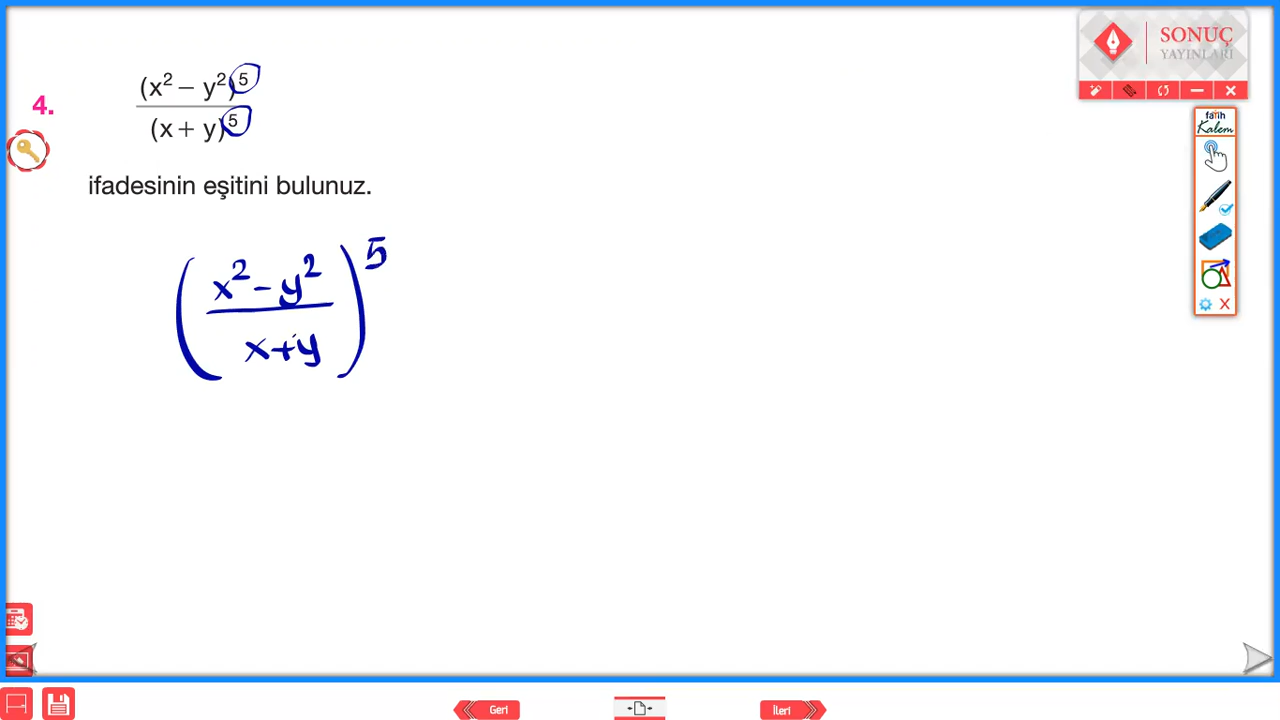 SONUÇ
YAYINLARI
fatih
Kalem
4.
(x² – y²)⁵
(x + y)⁵
ifadesinin eşitini bulunuz.
(x² - y²)⁵
x+y
Geri
İleri